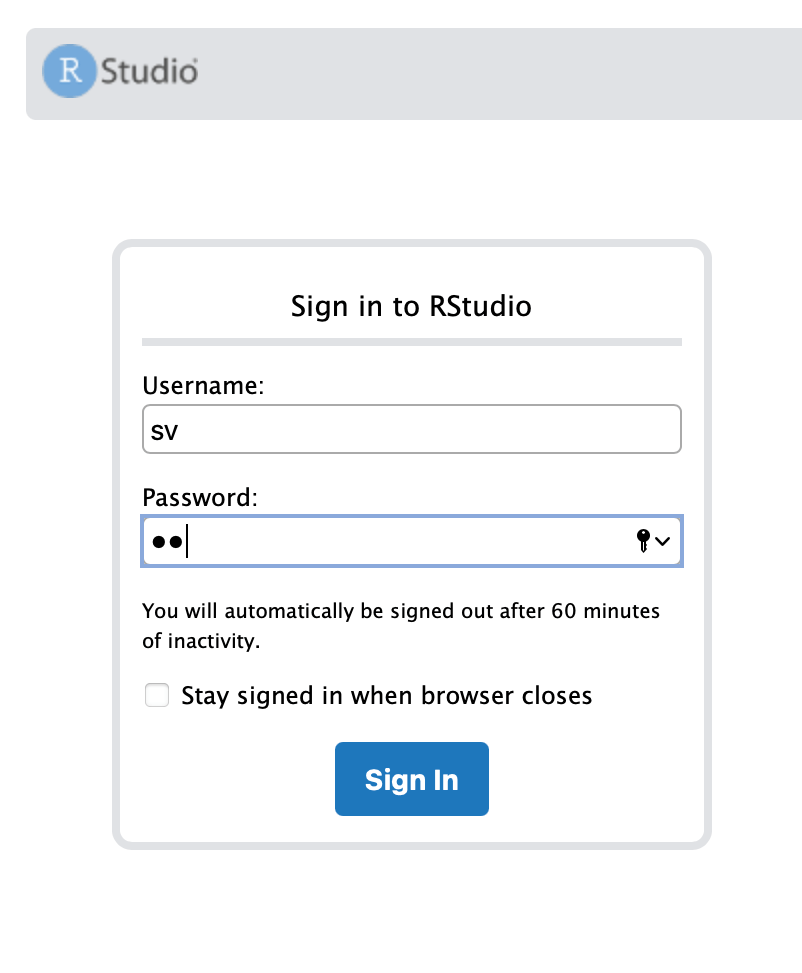 R Studio
Sign in to RStudio
Username:
sv
Password:
••
You will automatically be signed out after 60 minutes
of inactivity.
Stay signed in when browser closes
Sign In